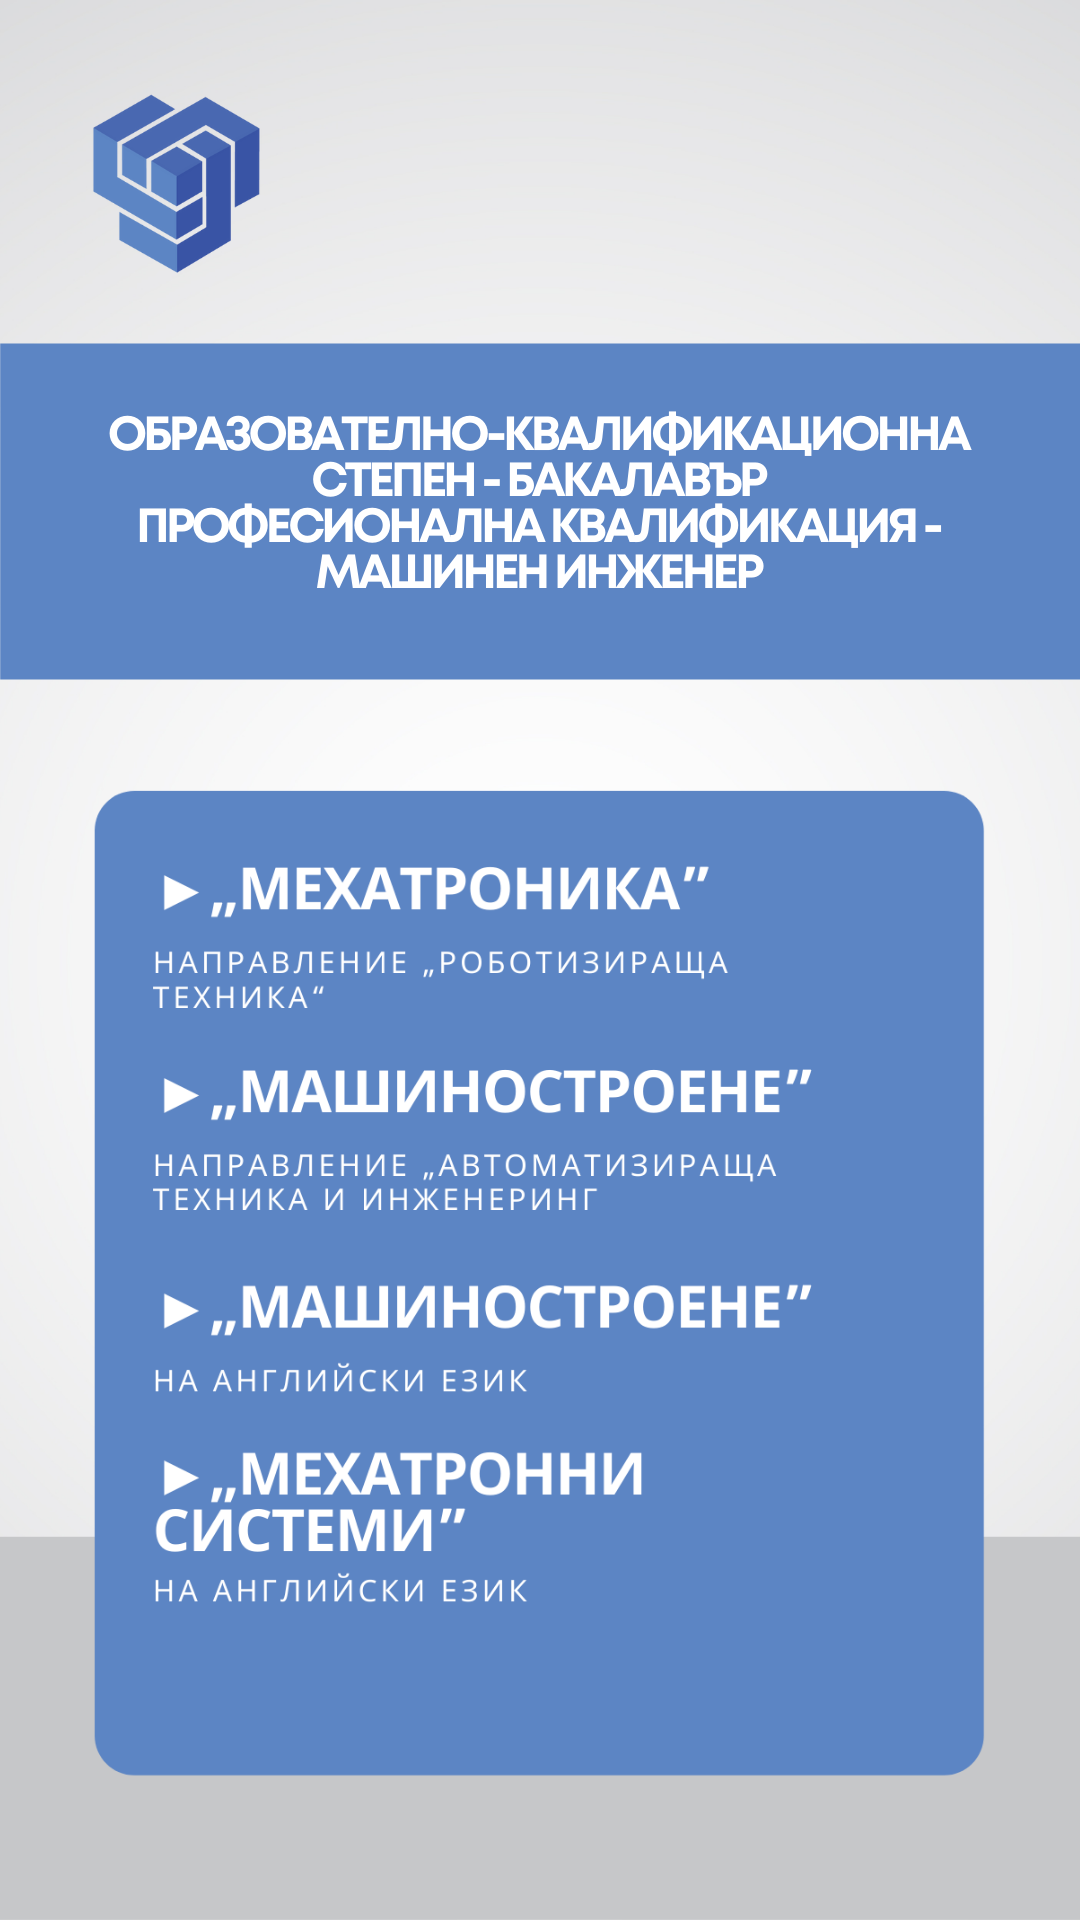 ОБРАЗОВАТЕЛНО-КВАЛИФИКАЦИОННА
СТЕПЕН - БАКАЛАВЪР
ПРОФЕСИОНАЛНА КВАЛИФИКАЦИЯ -
МАШИНЕН ИНЖЕНЕР
►„МЕХАТРОНИКА”
НАПРАВЛЕНИЕ „РОБОТИЗИРАЩА
ТЕХНИКА“
►„МАШИНОСТРОЕНЕ”
НАПРАВЛЕНИЕ „АВТОМАТИЗИРАЩА
ТЕХНИКА И ИНЖЕНЕРИНГ
►„МАШИНОСТРОЕНЕ”
НА АНГЛИЙСКИ ЕЗИК
►„МЕХАТРОННИ
СИСТЕМИ”
НА АНГЛИЙСКИ ЕЗИК